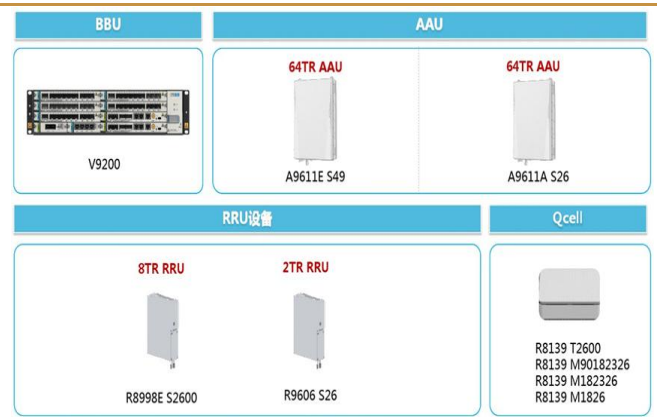 BBU
AAU
64TR AAU
64TR AAU
V9200
A9611E S49
A9611A S26
RRU设备
Qcell
8TR RRU
2TR RRU
R8998E S2600
R9606 S26
R8139 T2600
R8139 M90182326
R8139 M182326
R8139 M1826